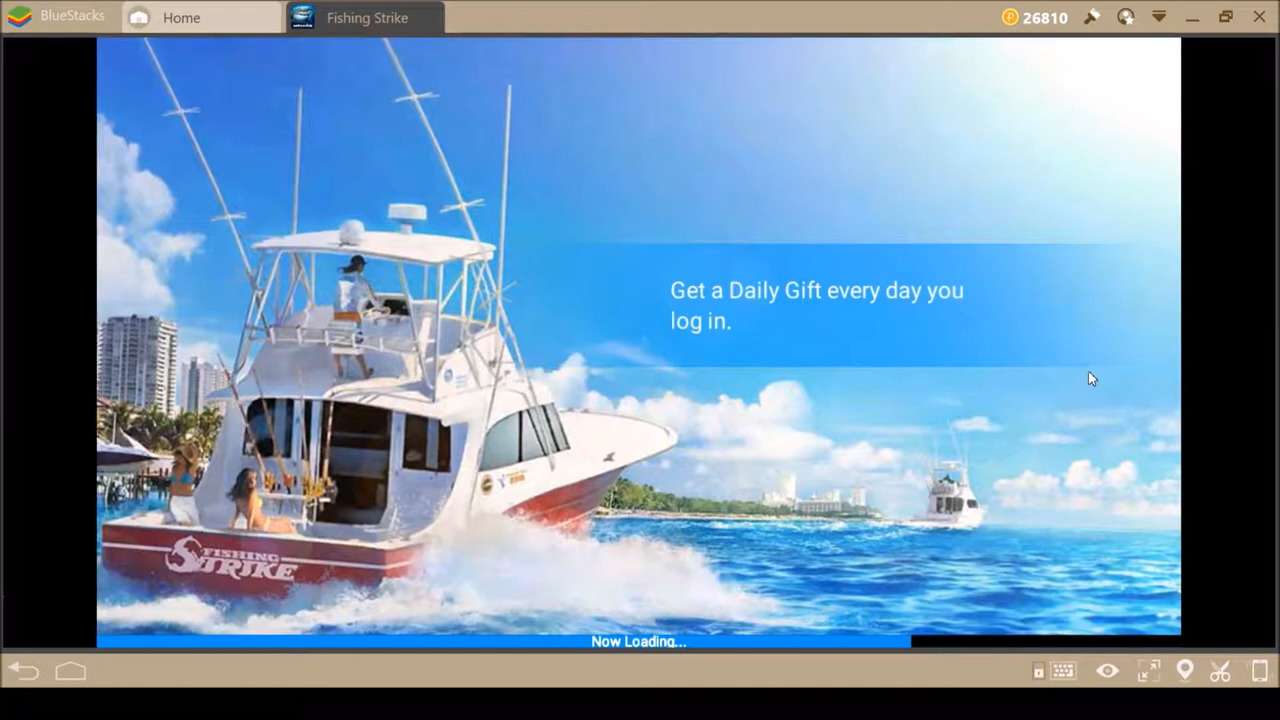 BlueStacks
Home
Fishing Strike
26810
Get a Daily Gift every day you
log in.
FISHING
STRIKE
Now Loading...